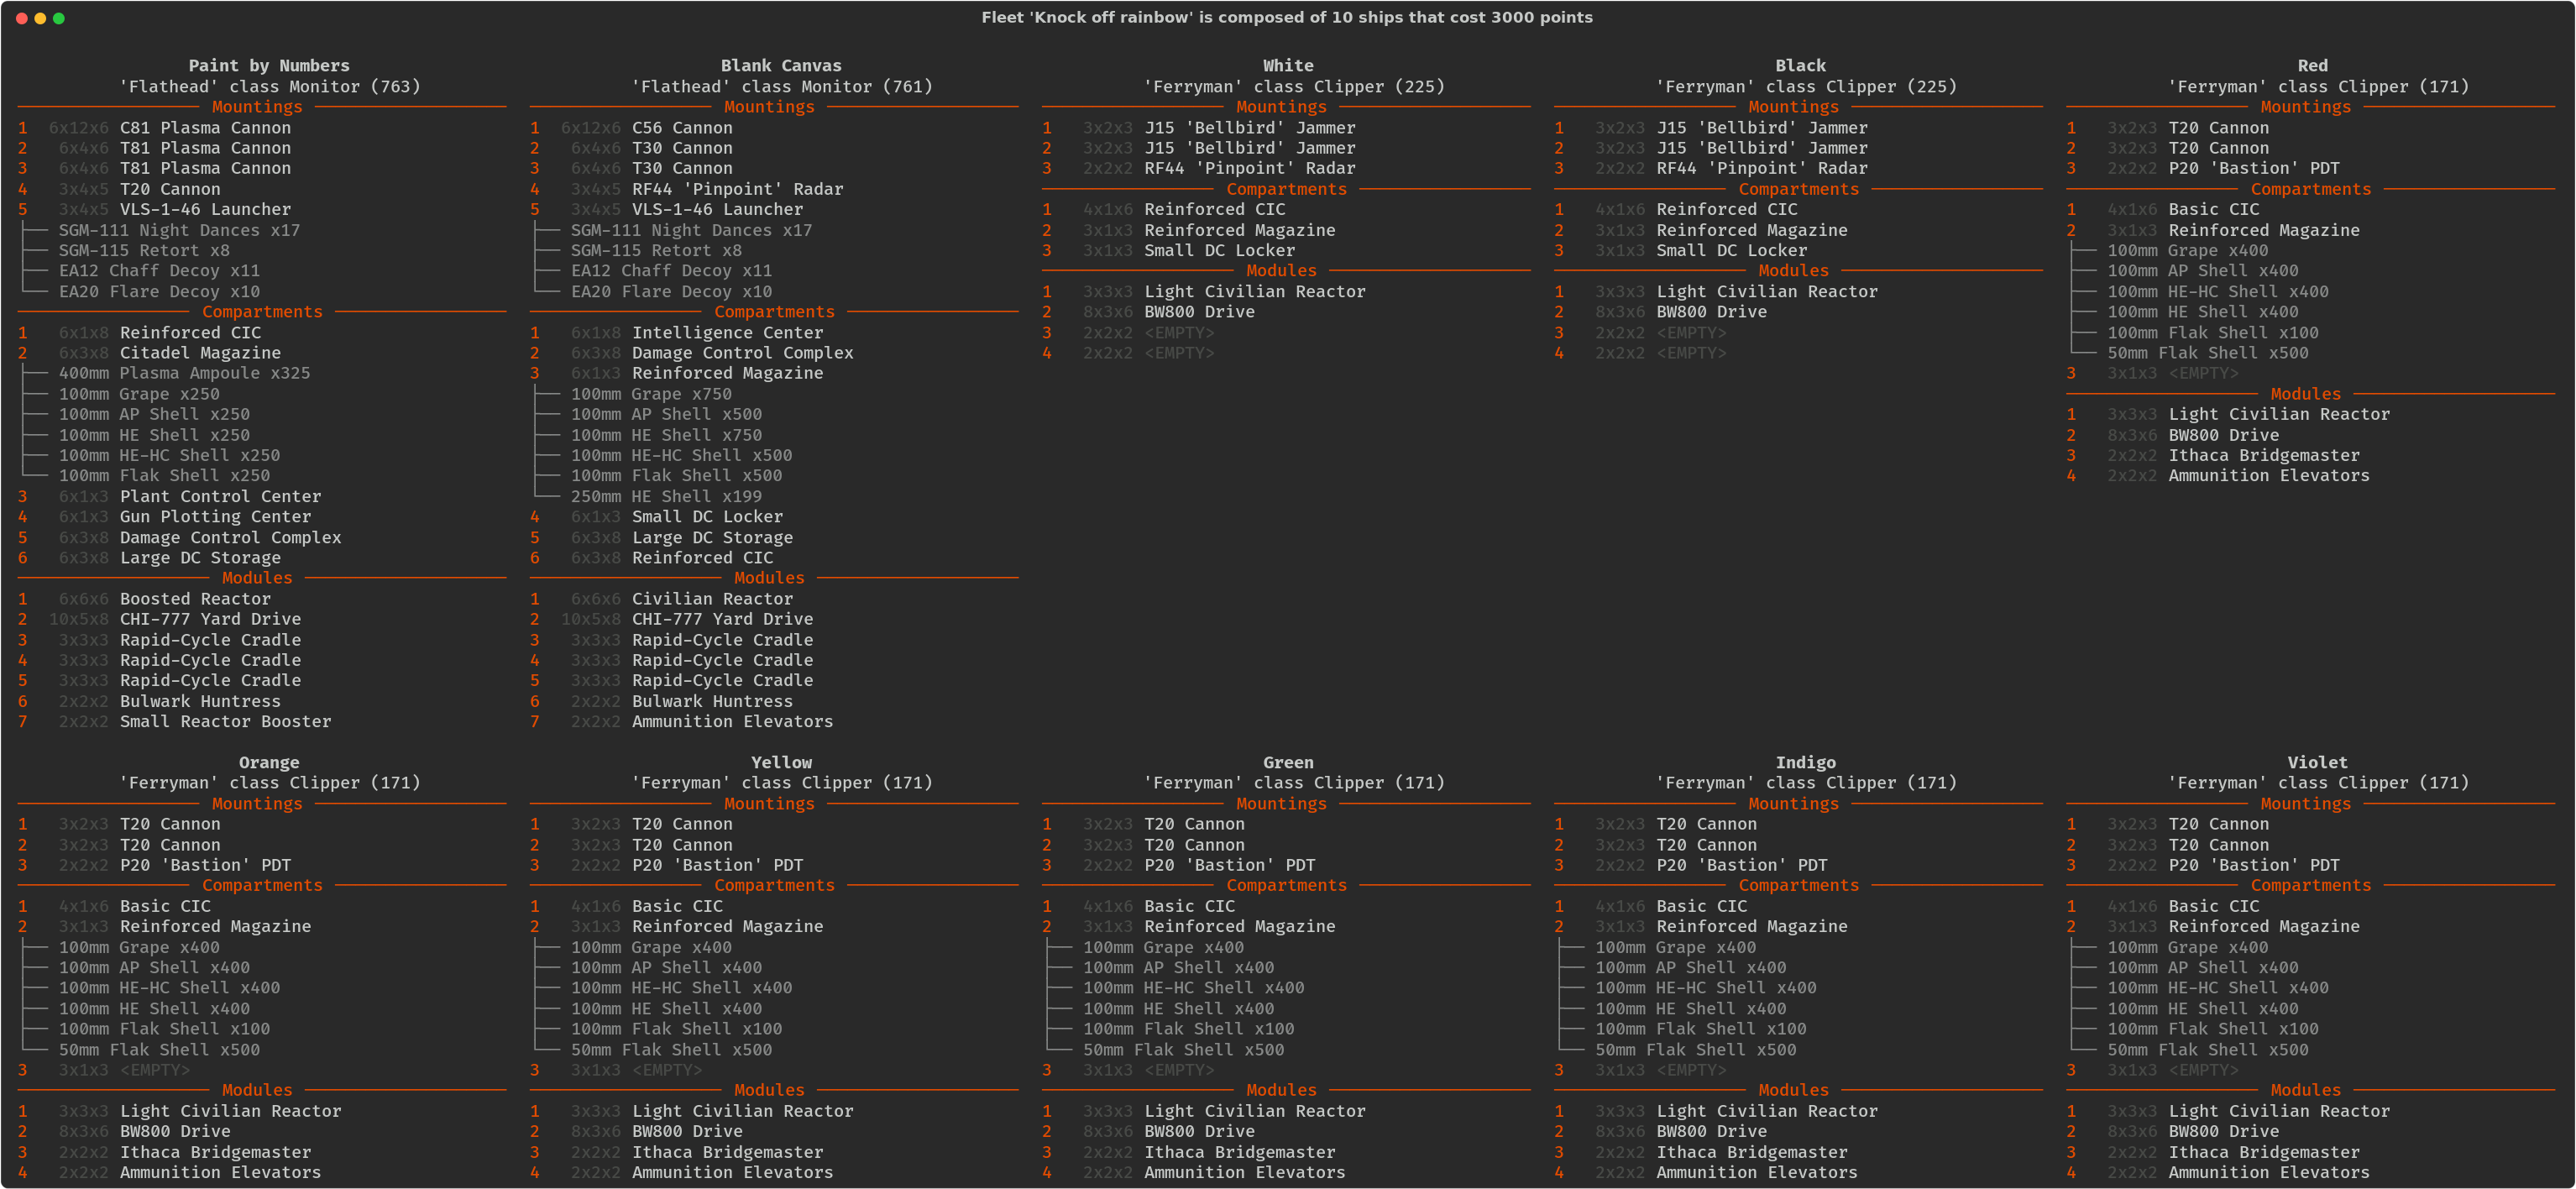 Fleet 'Knock off rainbow' is composed of 10 ships that cost 3000 points
Paint by Numbers
'Flathead' class Monitor (763)
Mountings
1 6x12x6 C81 Plasma Cannon
2 6x4x6 T81 Plasma Cannon
3 6x4x6 T81 Plasma Cannon
4 3x4x5 T20 Cannon
5 3x4x5 VLS-1-46 Launcher
SGM-111 Night Dances x17
SGM-115 Retort x8
EA12 Chaff Decoy x11
EA20 Flare Decoy x10
Compartments
1 6x1x8 Reinforced CIC
2 6x3x8 Citadel Magazine
400mm Plasma Ampoule x325
100mm Grape x250
100mm AP Shell x250
100mm HE Shell x250
100mm HE-HC Shell x250
100mm Flak Shell x250
3 6x1x3 Plant Control Center
4 6x1x3 Gun Plotting Center
5 6x3x8 Damage Control Complex
6 6x3x8 Large DC Storage
Modules
1 6x6x6 Boosted Reactor
2 10x5x8 CHI-777 Yard Drive
3 3x3x3 Rapid-Cycle Cradle
4 3x3x3 Rapid-Cycle Cradle
5 3x3x3 Rapid-Cycle Cradle
6 2x2x2 Bulwark Huntress
7 2x2x2 Small Reactor Booster
Blank Canvas
'Flathead' class Monitor (761)
Mountings
1 6x12x6 C56 Cannon
2 6x4x6 T30 Cannon
3 6x4x6 T30 Cannon
4 3x4x5 RF44 'Pinpoint' Radar
5 3x4x5 VLS-1-46 Launcher
SGM-111 Night Dances x17
SGM-115 Retort x8
EA12 Chaff Decoy x11
EA20 Flare Decoy x10
Compartments
1 6x1x8 Intelligence Center
2 6x3x8 Damage Control Complex
3 6x1x3 Reinforced Magazine
100mm Grape x750
100mm AP Shell x500
100mm HE Shell x750
100mm HE-HC Shell x500
100mm Flak Shell x500
250mm HE Shell x199
4 6x1x3 Small DC Locker
5 6x3x8 Large DC Storage
6 6x3x8 Reinforced CIC
Modules
1 6x6x6 Civilian Reactor
2 10x5x8 CHI-777 Yard Drive
3 3x3x3 Rapid-Cycle Cradle
4 3x3x3 Rapid-Cycle Cradle
5 3x3x3 Rapid-Cycle Cradle
6 2x2x2 Bulwark Huntress
7 2x2x2 Ammunition Elevators
White
'Ferryman' class Clipper (225)
Mountings
1 3x2x3 J15 'Bellbird' Jammer
2 3x2x3 J15 'Bellbird' Jammer
3 2x2x2 RF44 'Pinpoint' Radar
Compartments
1 4x1x6 Reinforced CIC
2 3x1x3 Reinforced Magazine
3 3x1x3 Small DC Locker
Modules
1 3x3x3 Light Civilian Reactor
2 8x3x6 BW800 Drive
3 2x2x2 <EMPTY>
4 2x2x2 <EMPTY>
Black
'Ferryman' class Clipper (225)
Mountings
1 3x2x3 J15 'Bellbird' Jammer
2 3x2x3 J15 'Bellbird' Jammer
3 2x2x2 RF44 'Pinpoint' Radar
Compartments
1 4x1x6 Reinforced CIC
2 3x1x3 Reinforced Magazine
3 3x1x3 Small DC Locker
Modules
1 3x3x3 Light Civilian Reactor
2 8x3x6 BW800 Drive
3 2x2x2 <EMPTY>
4 2x2x2 <EMPTY>
Red
'Ferryman' class Clipper (171)
Mountings
1 3x2x3 T20 Cannon
2 3x2x3 T20 Cannon
3 2x2x2 P20 'Bastion' PDT
Compartments
1 4x1x6 Basic CIC
2 3x1x3 Reinforced Magazine
100mm Grape x400
100mm AP Shell x400
100mm HE-HC Shell x400
100mm HE Shell x400
100mm Flak Shell x100
50mm Flak Shell x500
3 3x1x3 <EMPTY>
Modules
1 3x3x3 Light Civilian Reactor
2 8x3x6 BW800 Drive
3 2x2x2 Ithaca Bridgemaster
4 2x2x2 Ammunition Elevators
Orange
'Ferryman' class Clipper (171)
Mountings
1 3x2x3 T20 Cannon
2 3x2x3 T20 Cannon
3 2x2x2 P20 'Bastion' PDT
Compartments
1 4x1x6 Basic CIC
2 3x1x3 Reinforced Magazine
100mm Grape x400
100mm AP Shell x400
100mm HE-HC Shell x400
100mm HE Shell x400
100mm Flak Shell x100
50mm Flak Shell x500
3 3x1x3 <EMPTY>
Modules
1 3x3x3 Light Civilian Reactor
2 8x3x6 BW800 Drive
3 2x2x2 Ithaca Bridgemaster
4 2x2x2 Ammunition Elevators
Yellow
'Ferryman' class Clipper (171)
Mountings
1 3x2x3 T20 Cannon
2 3x2x3 T20 Cannon
3 2x2x2 P20 'Bastion' PDT
Compartments
1 4x1x6 Basic CIC
2 3x1x3 Reinforced Magazine
100mm Grape x400
100mm AP Shell x400
100mm HE-HC Shell x400
100mm HE Shell x400
100mm Flak Shell x100
50mm Flak Shell x500
3 3x1x3 <EMPTY>
Modules
1 3x3x3 Light Civilian Reactor
2 8x3x6 BW800 Drive
3 2x2x2 Ithaca Bridgemaster
4 2x2x2 Ammunition Elevators
Green
'Ferryman' class Clipper (171)
Mountings
1 3x2x3 T20 Cannon
2 3x2x3 T20 Cannon
3 2x2x2 P20 'Bastion' PDT
Compartments
1 4x1x6 Basic CIC
2 3x1x3 Reinforced Magazine
100mm Grape x400
100mm AP Shell x400
100mm HE-HC Shell x400
100mm HE Shell x400
100mm Flak Shell x100
50mm Flak Shell x500
3 3x1x3 <EMPTY>
Modules
1 3x3x3 Light Civilian Reactor
2 8x3x6 BW800 Drive
3 2x2x2 Ithaca Bridgemaster
4 2x2x2 Ammunition Elevators
Indigo
'Ferryman' class Clipper (171)
Mountings
1 3x2x3 T20 Cannon
2 3x2x3 T20 Cannon
3 2x2x2 P20 'Bastion' PDT
Compartments
1 4x1x6 Basic CIC
2 3x1x3 Reinforced Magazine
100mm Grape x400
100mm AP Shell x400
100mm HE-HC Shell x400
100mm HE Shell x400
100mm Flak Shell x100
50mm Flak Shell x500
3 3x1x3 <EMPTY>
Modules
1 3x3x3 Light Civilian Reactor
2 8x3x6 BW800 Drive
3 2x2x2 Ithaca Bridgemaster
4 2x2x2 Ammunition Elevators
Violet
'Ferryman' class Clipper (171)
Mountings
1 3x2x3 T20 Cannon
2 3x2x3 T20 Cannon
3 2x2x2 P20 'Bastion' PDT
Compartments
1 4x1x6 Basic CIC
2 3x1x3 Reinforced Magazine
100mm Grape x400
100mm AP Shell x400
100mm HE-HC Shell x400
100mm HE Shell x400
100mm Flak Shell x100
50mm Flak Shell x500
3 3x1x3 <EMPTY>
Modules
1 3x3x3 Light Civilian Reactor
2 8x3x6 BW800 Drive
3 2x2x2 Ithaca Bridgemaster
4 2x2x2 Ammunition Elevators